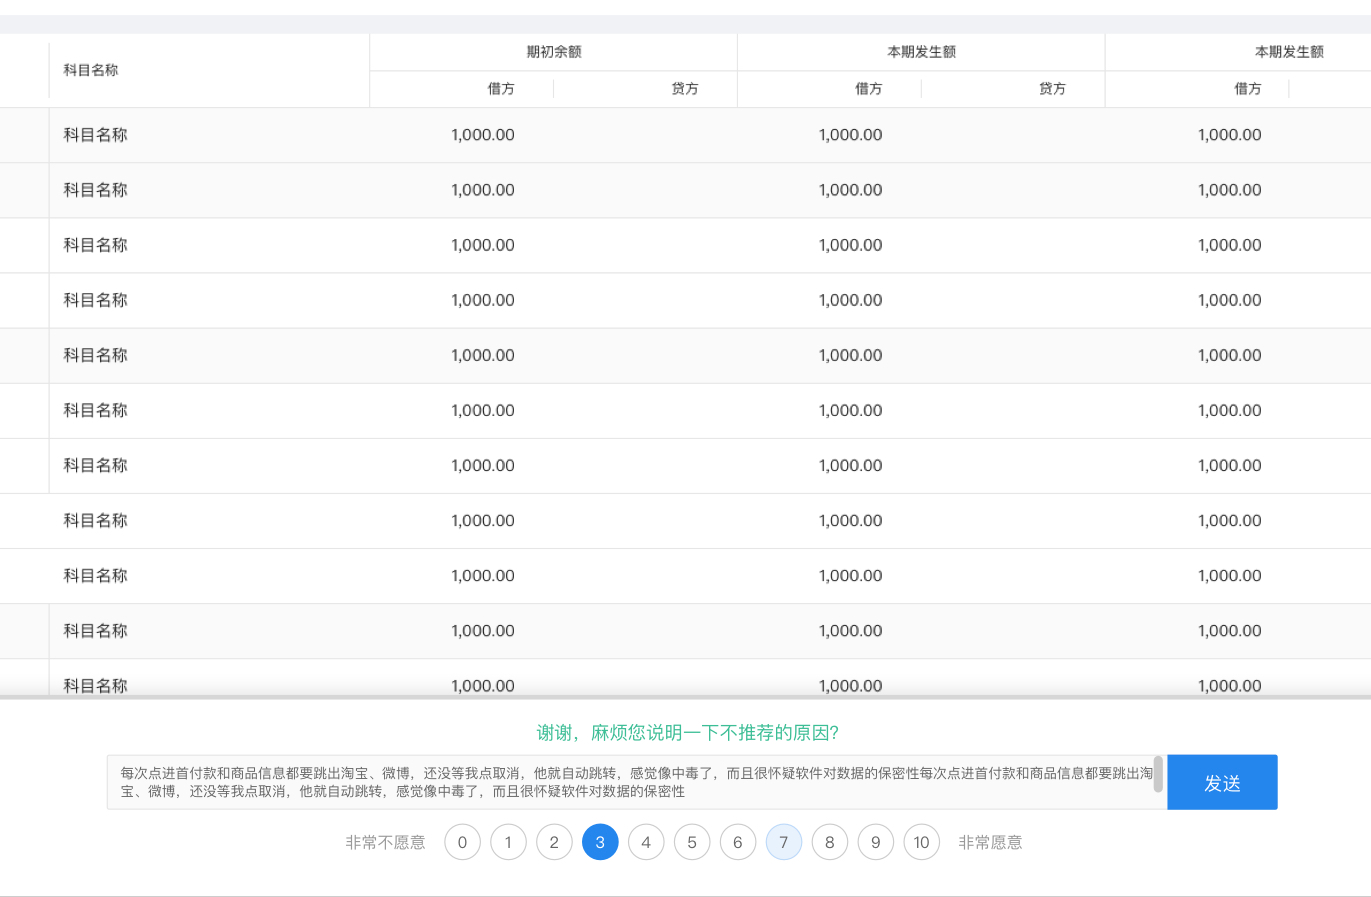 科目名称 期初余额 本期发生额 本期发生额
借方 贷方 借方 贷方 借方
科目名称 1,000.00 1,000.00 1,000.00
科目名称 1,000.00 1,000.00 1,000.00
科目名称 1,000.00 1,000.00 1,000.00
科目名称 1,000.00 1,000.00 1,000.00
科目名称 1,000.00 1,000.00 1,000.00
科目名称 1,000.00 1,000.00 1,000.00
科目名称 1,000.00 1,000.00 1,000.00
科目名称 1,000.00 1,000.00 1,000.00
科目名称 1,000.00 1,000.00 1,000.00
科目名称 1,000.00 1,000.00 1,000.00
科目名称 1,000.00 1,000.00 1,000.00
谢谢，麻烦您说明一下不推荐的原因?
每次点进首付款和商品信息都要跳出淘宝、微博，还没等我点取消，他就自动跳转，感觉像中毒了，而且很怀疑软件对数据的保密性每次点进首付款和商品信息都要跳出淘
宝、微博，还没等我点取消，他就自动跳转，感觉像中毒了，而且很怀疑软件对数据的保密性
发送
非常不愿意 0 1 2 3 4 5 6 7 8 9 10 非常愿意